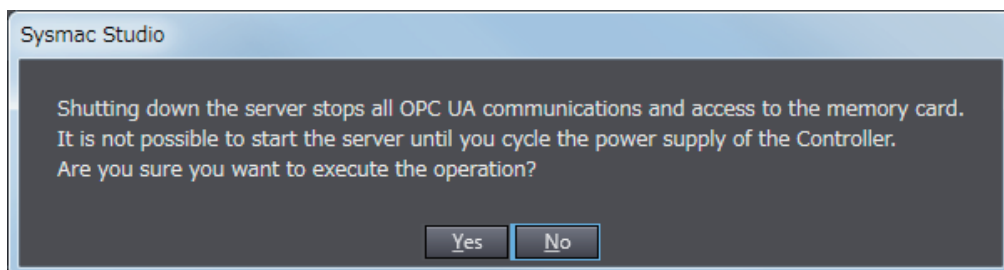 Sysmac Studio
Shutting down the server stops all OPC UA communications and access to the memory card.
It is not possible to start the server until you cycle the power supply of the Controller.
Are you sure you want to execute the operation?
Yes No